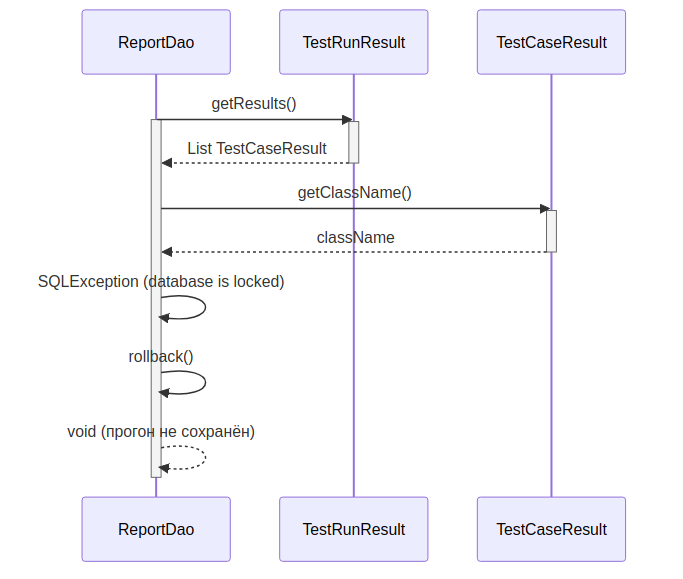 ReportDao
TestRunResult
TestCaseResult
getResults()
List TestCaseResult
getClassName()
className
SQLException (database is locked)
rollback()
void (прогон не сохранён)
ReportDao
TestRunResult
TestCaseResult